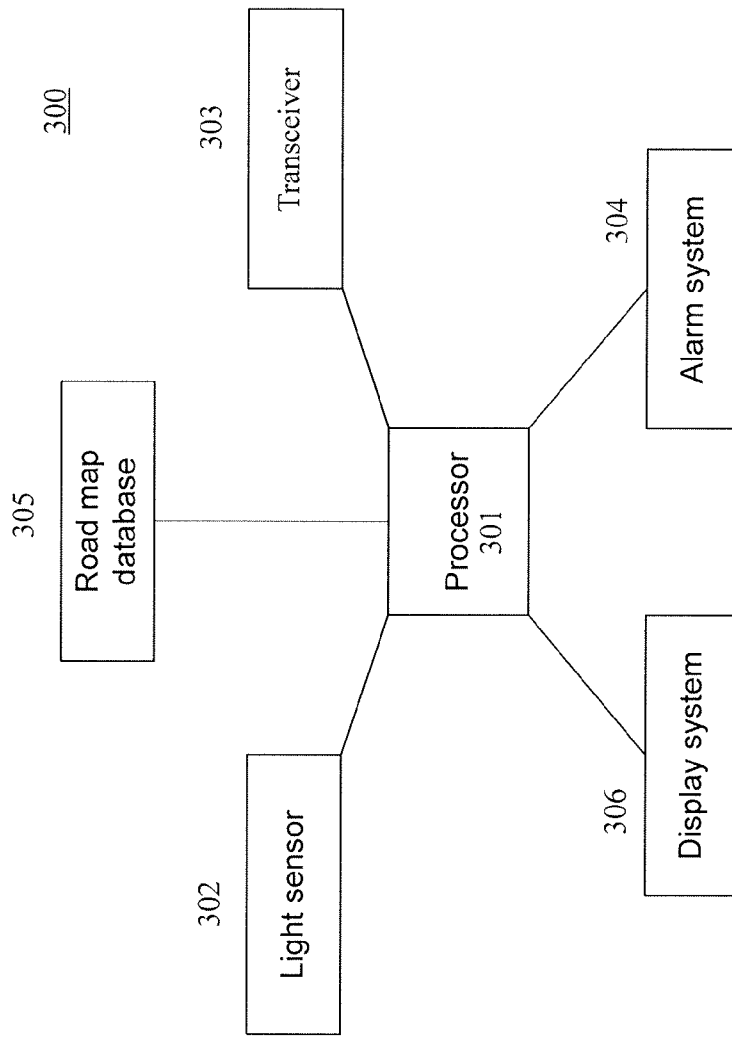 300
305
Road map
database
302
Light sensor
303
Transceiver
Processor
301
306
Display system
304
Alarm system